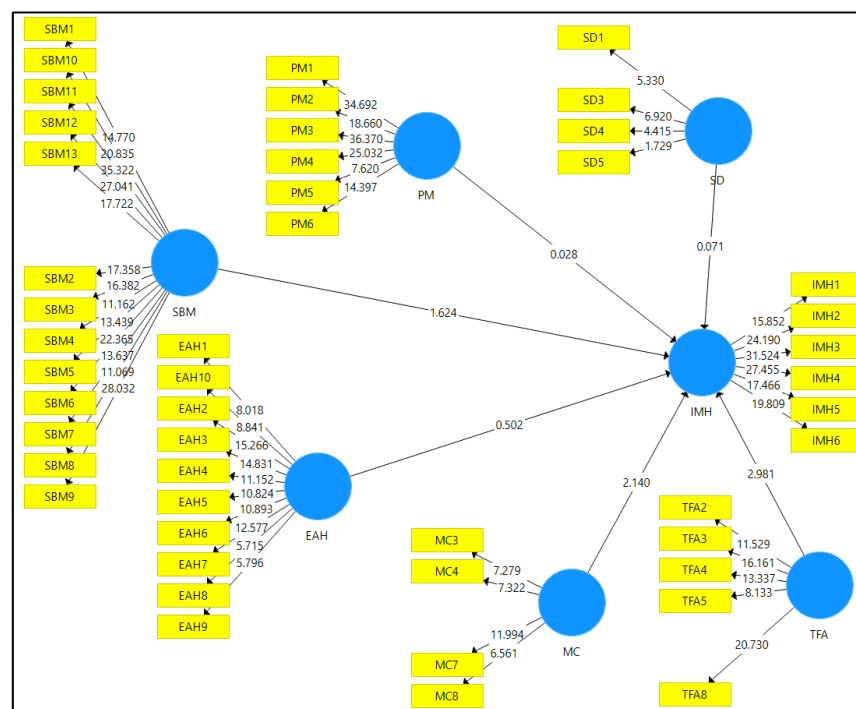 SBM1
SBM10
SBM11
SBM12
SBM13
14.770
20.835
35.322
27.041
17.722
SBM
SBM2
SBM3
SBM4
SBM5
SBM6
SBM7
SBM8
SBM9
17.358
16.382
11.162
13.439
22.365
13.637
11.069
28.032
PM1
PM2
PM3
PM4
PM5
PM6
34.692
18.660
36.370
25.032
7.620
14.397
PM
SD1
SD3
SD4
SD5
5.330
6.920
4.415
1.729
SD
0.028
0.071
1.624
0.502
2.140
2.981
EAH1
EAH10
EAH2
EAH3
EAH4
EAH5
EAH6
EAH7
EAH8
EAH9
8.018
8.841
15.266
14.831
11.152
10.824
10.893
12.577
5.715
5.796
EAH
IMH
15.852
24.190
31.524
27.455
17.466
19.809
IMH1
IMH2
IMH3
IMH4
IMH5
IMH6
MC3
MC4
MC7
MC8
7.279
7.322
11.994
6.561
MC
TFA2
TFA3
TFA4
TFA5
TFA8
11.529
16.161
13.337
8.133
20.730
TFA